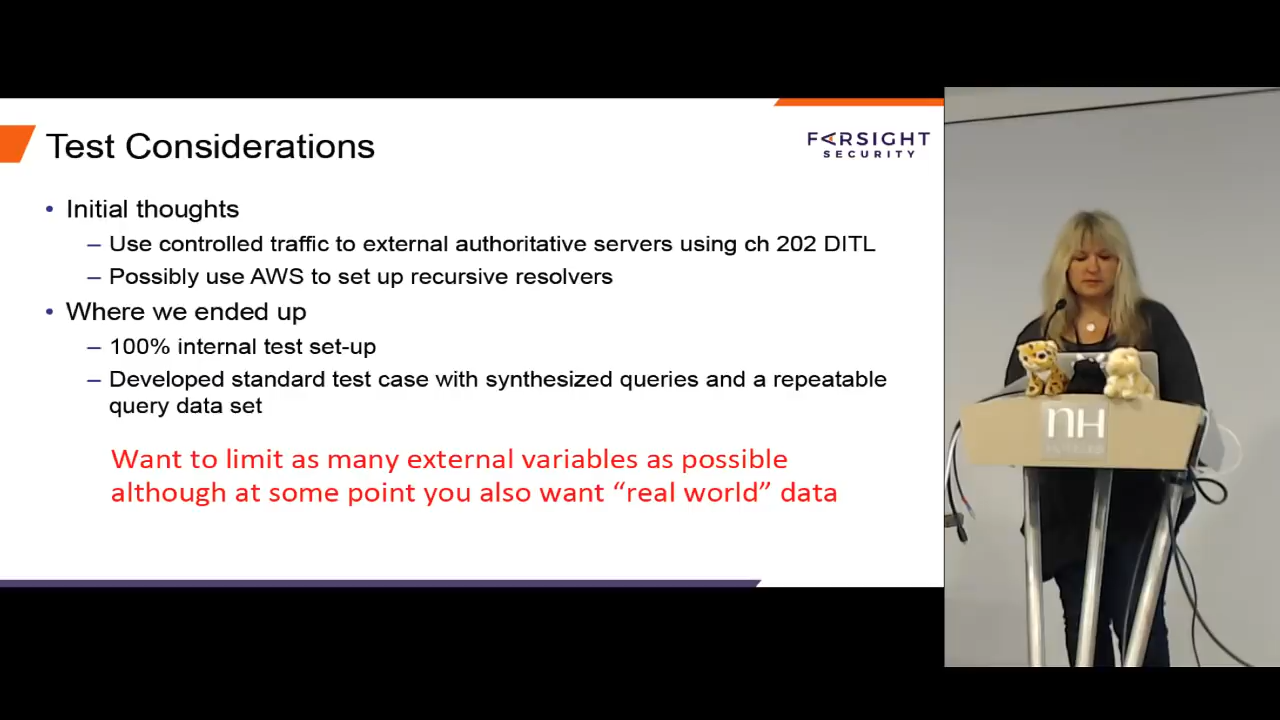 Test Considerations
FARSIGHT
SECURITY
• Initial thoughts
– Use controlled traffic to external authoritative servers using ch 202 DITL
– Possibly use AWS to set up recursive resolvers
• Where we ended up
– 100% internal test set-up
– Developed standard test case with synthesized queries and a repeatable
query data set
Want to limit as many external variables as possible
although at some point you also want “real world” data
nH